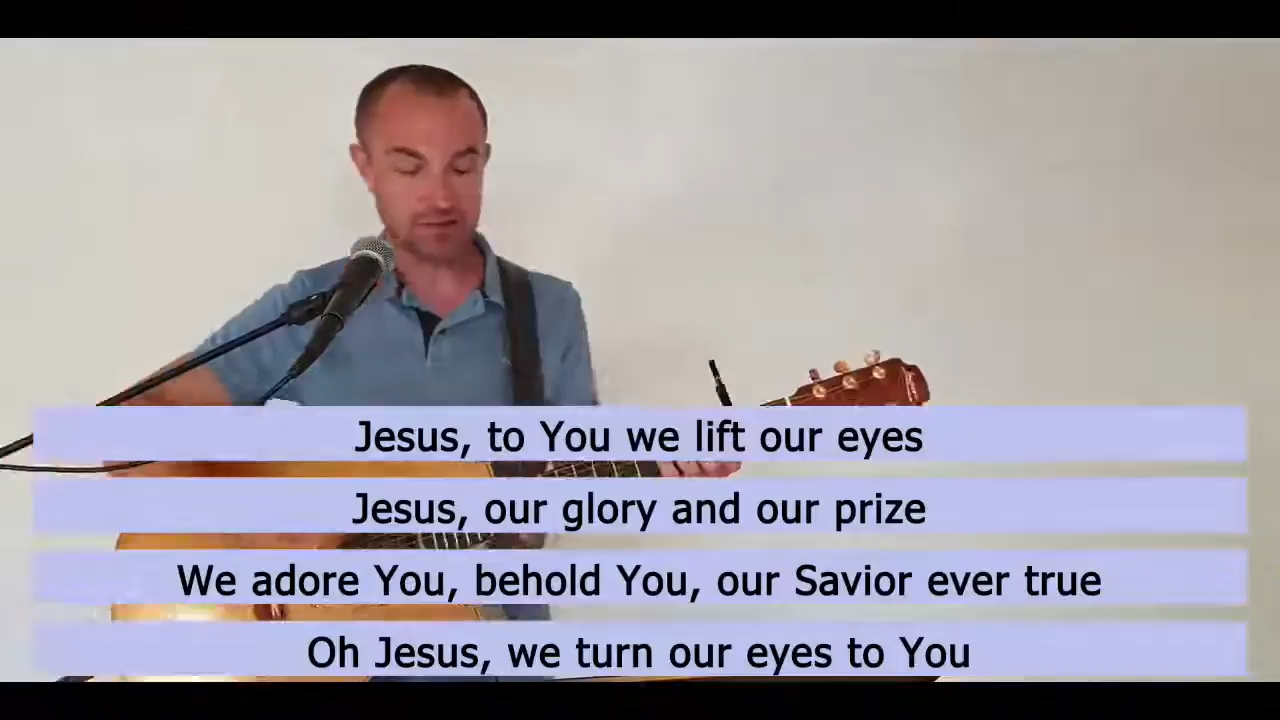 Jesus, to You we lift our eyes
Jesus, our glory and our prize
We adore You, behold You, our Savior ever true
Oh Jesus, we turn our eyes to You